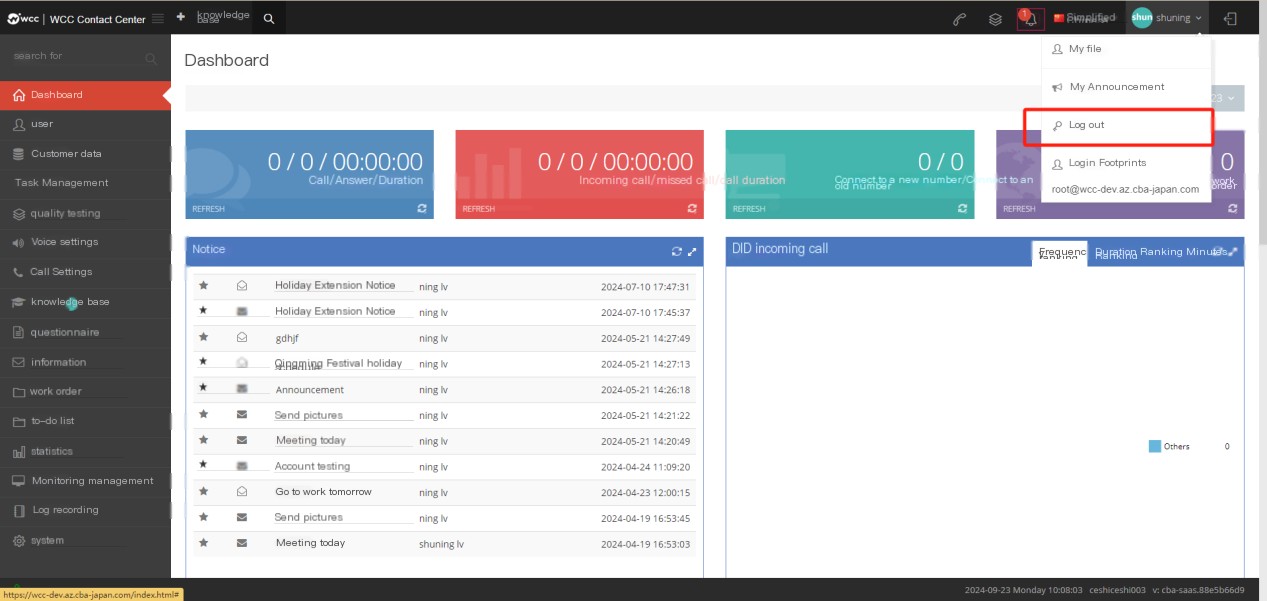 wcc | WCC Contact Center
knowledge
base
1
Simplified
shun shuning
search for
Dashboard
user
Customer data
Task Management
quality testing
Voice settings
Call Settings
knowledge base
questionnaire
information
work order
to-do list
statistics
Monitoring management
Log recording
system
Dashboard
23
My file
My Announcement
Log out
Login Footprints
root@wcc-dev.az.cba-japan.com
0 / 0 / 00:00:00
Call/Answer/Duration
REFRESH
0 / 0 / 00:00:00
Incoming call/missed call/call duration
REFRESH
0 / 0
Connect to a new number/Connect to an
old number
REFRESH
0
work
order
REFRESH
Notice
Holiday Extension Notice ning lv 2024-07-10 17:47:31
Holiday Extension Notice ning lv 2024-07-10 17:45:37
gdhjf ning lv 2024-05-21 14:27:49
Qingming Festival holiday
schedule ning lv 2024-05-21 14:27:13
Announcement ning lv 2024-05-21 14:26:18
Send pictures ning lv 2024-05-21 14:21:22
Meeting today ning lv 2024-05-21 14:20:49
Account testing ning lv 2024-04-24 11:09:20
Go to work tomorrow ning lv 2024-04-23 12:00:15
Send pictures ning lv 2024-04-19 16:53:45
Meeting today shuning lv 2024-04-19 16:53:03
DID incoming call
Frequenc
ranking
Duration Ranking Minutes
Ranking
Others 0
https://wcc-dev.az.cba-japan.com/index.html#
2024-09-23 Monday 10:08:03 ceshiceshi003 v: cba-saas.88e5b66d9